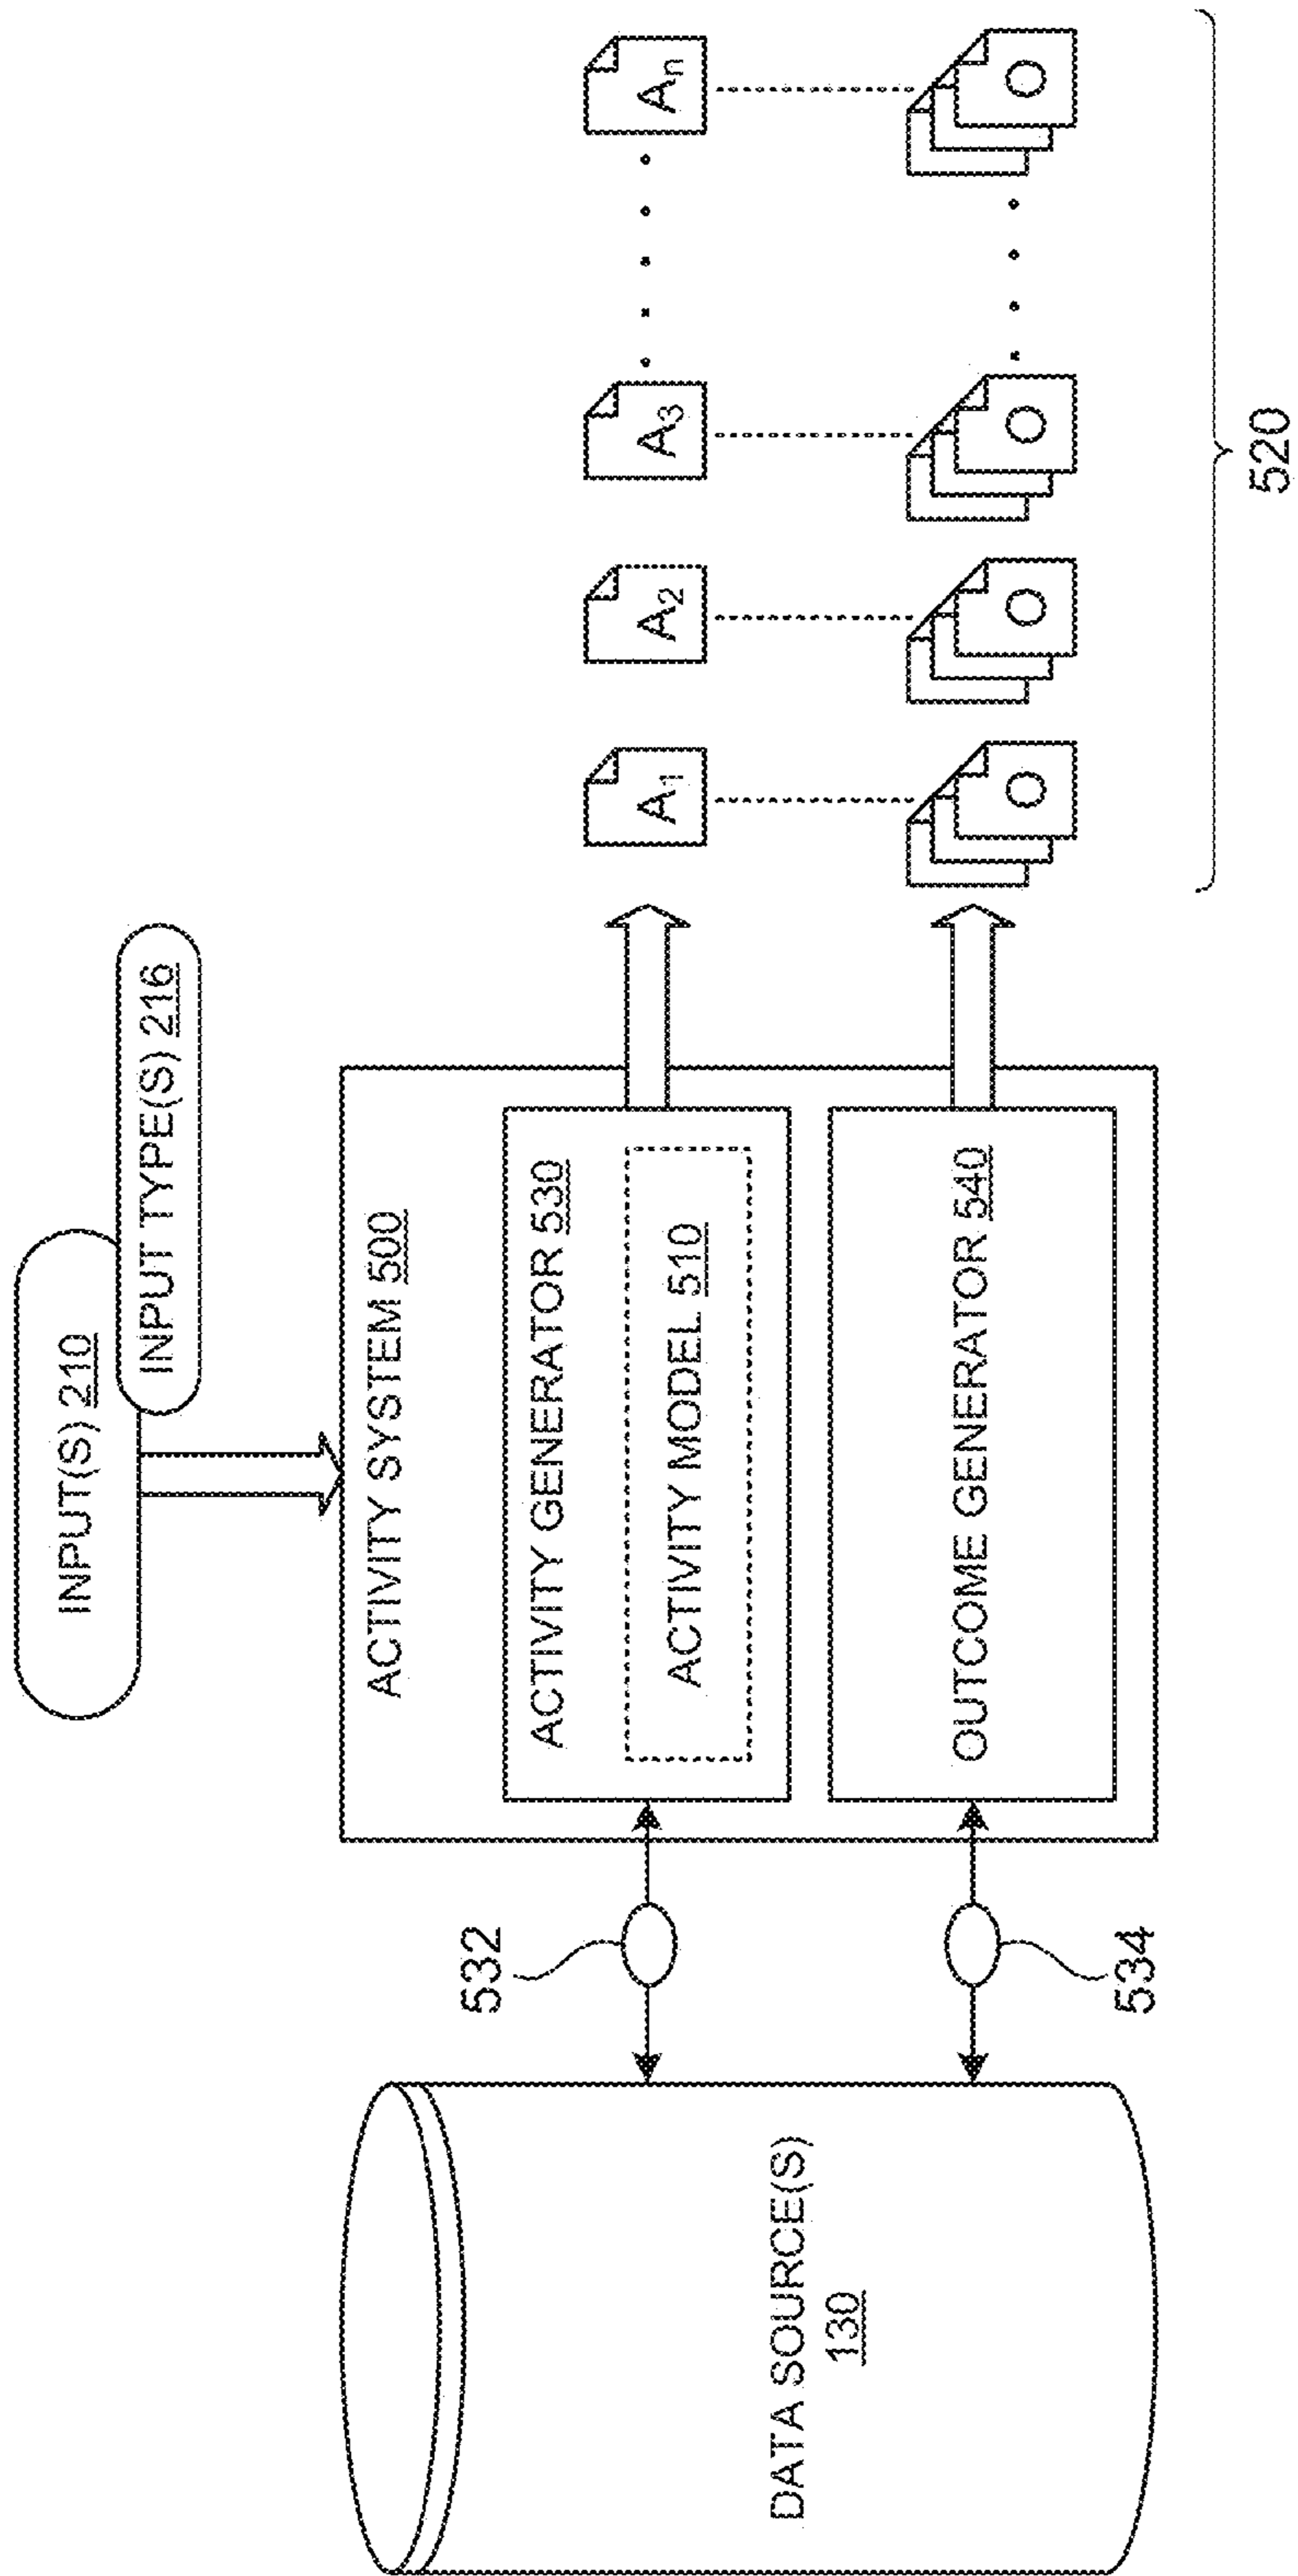 INPUT(S) 210
INPUT TYPE(S) 216
ACTIVITY SYSTEM 500
ACTIVITY GENERATOR 530
ACTIVITY MODEL 510
OUTCOME GENERATOR 540
532
534
DATA SOURCE(S)
130
A1
A2
A3
An
O
O
O
O
520